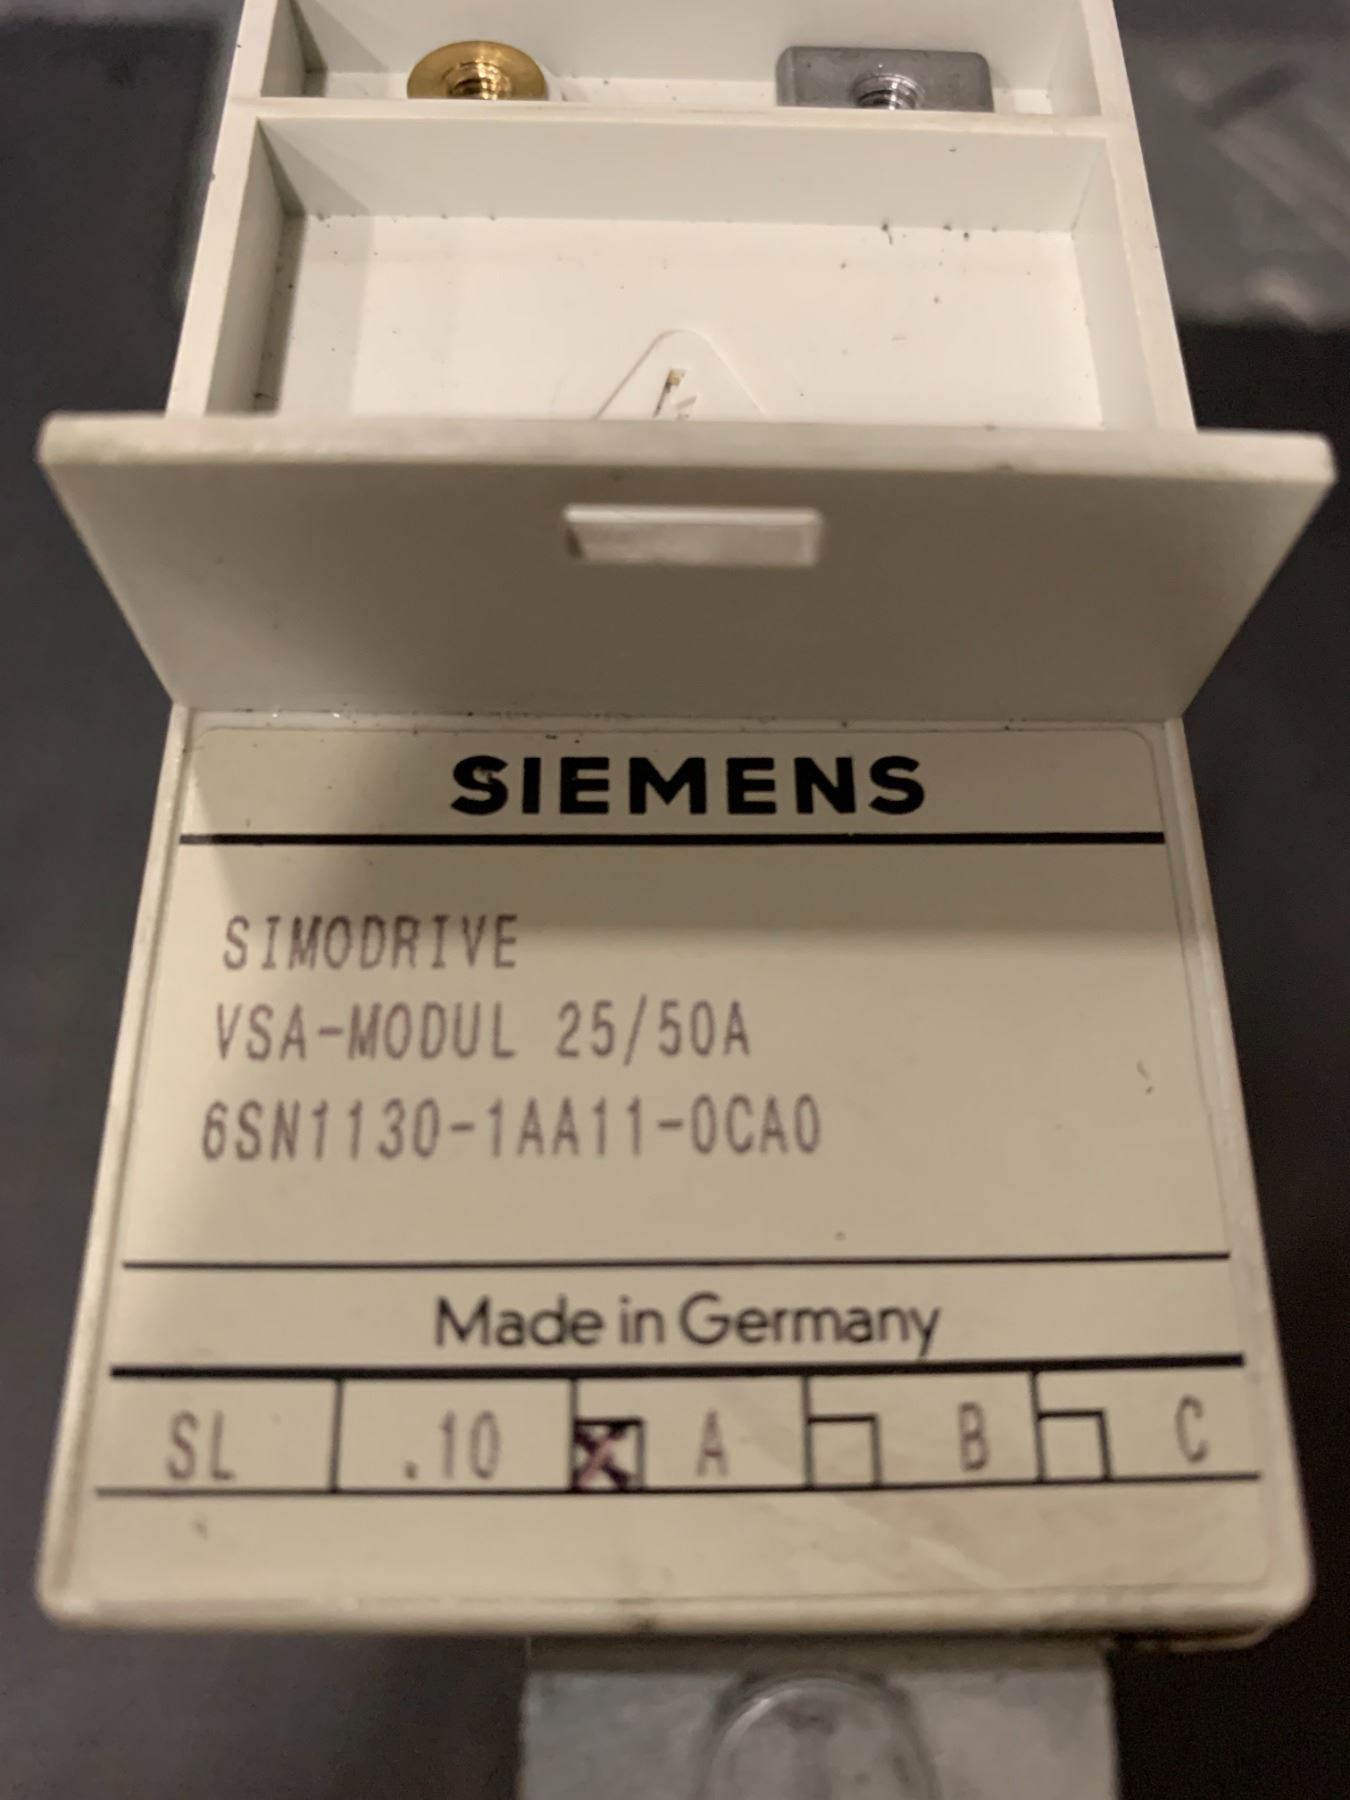 SIEMENS
SIMODRIVE
VSA-MODUL 25/50A
6SN1130-1AA11-0CA0
Made in Germany
SL .10 A B C